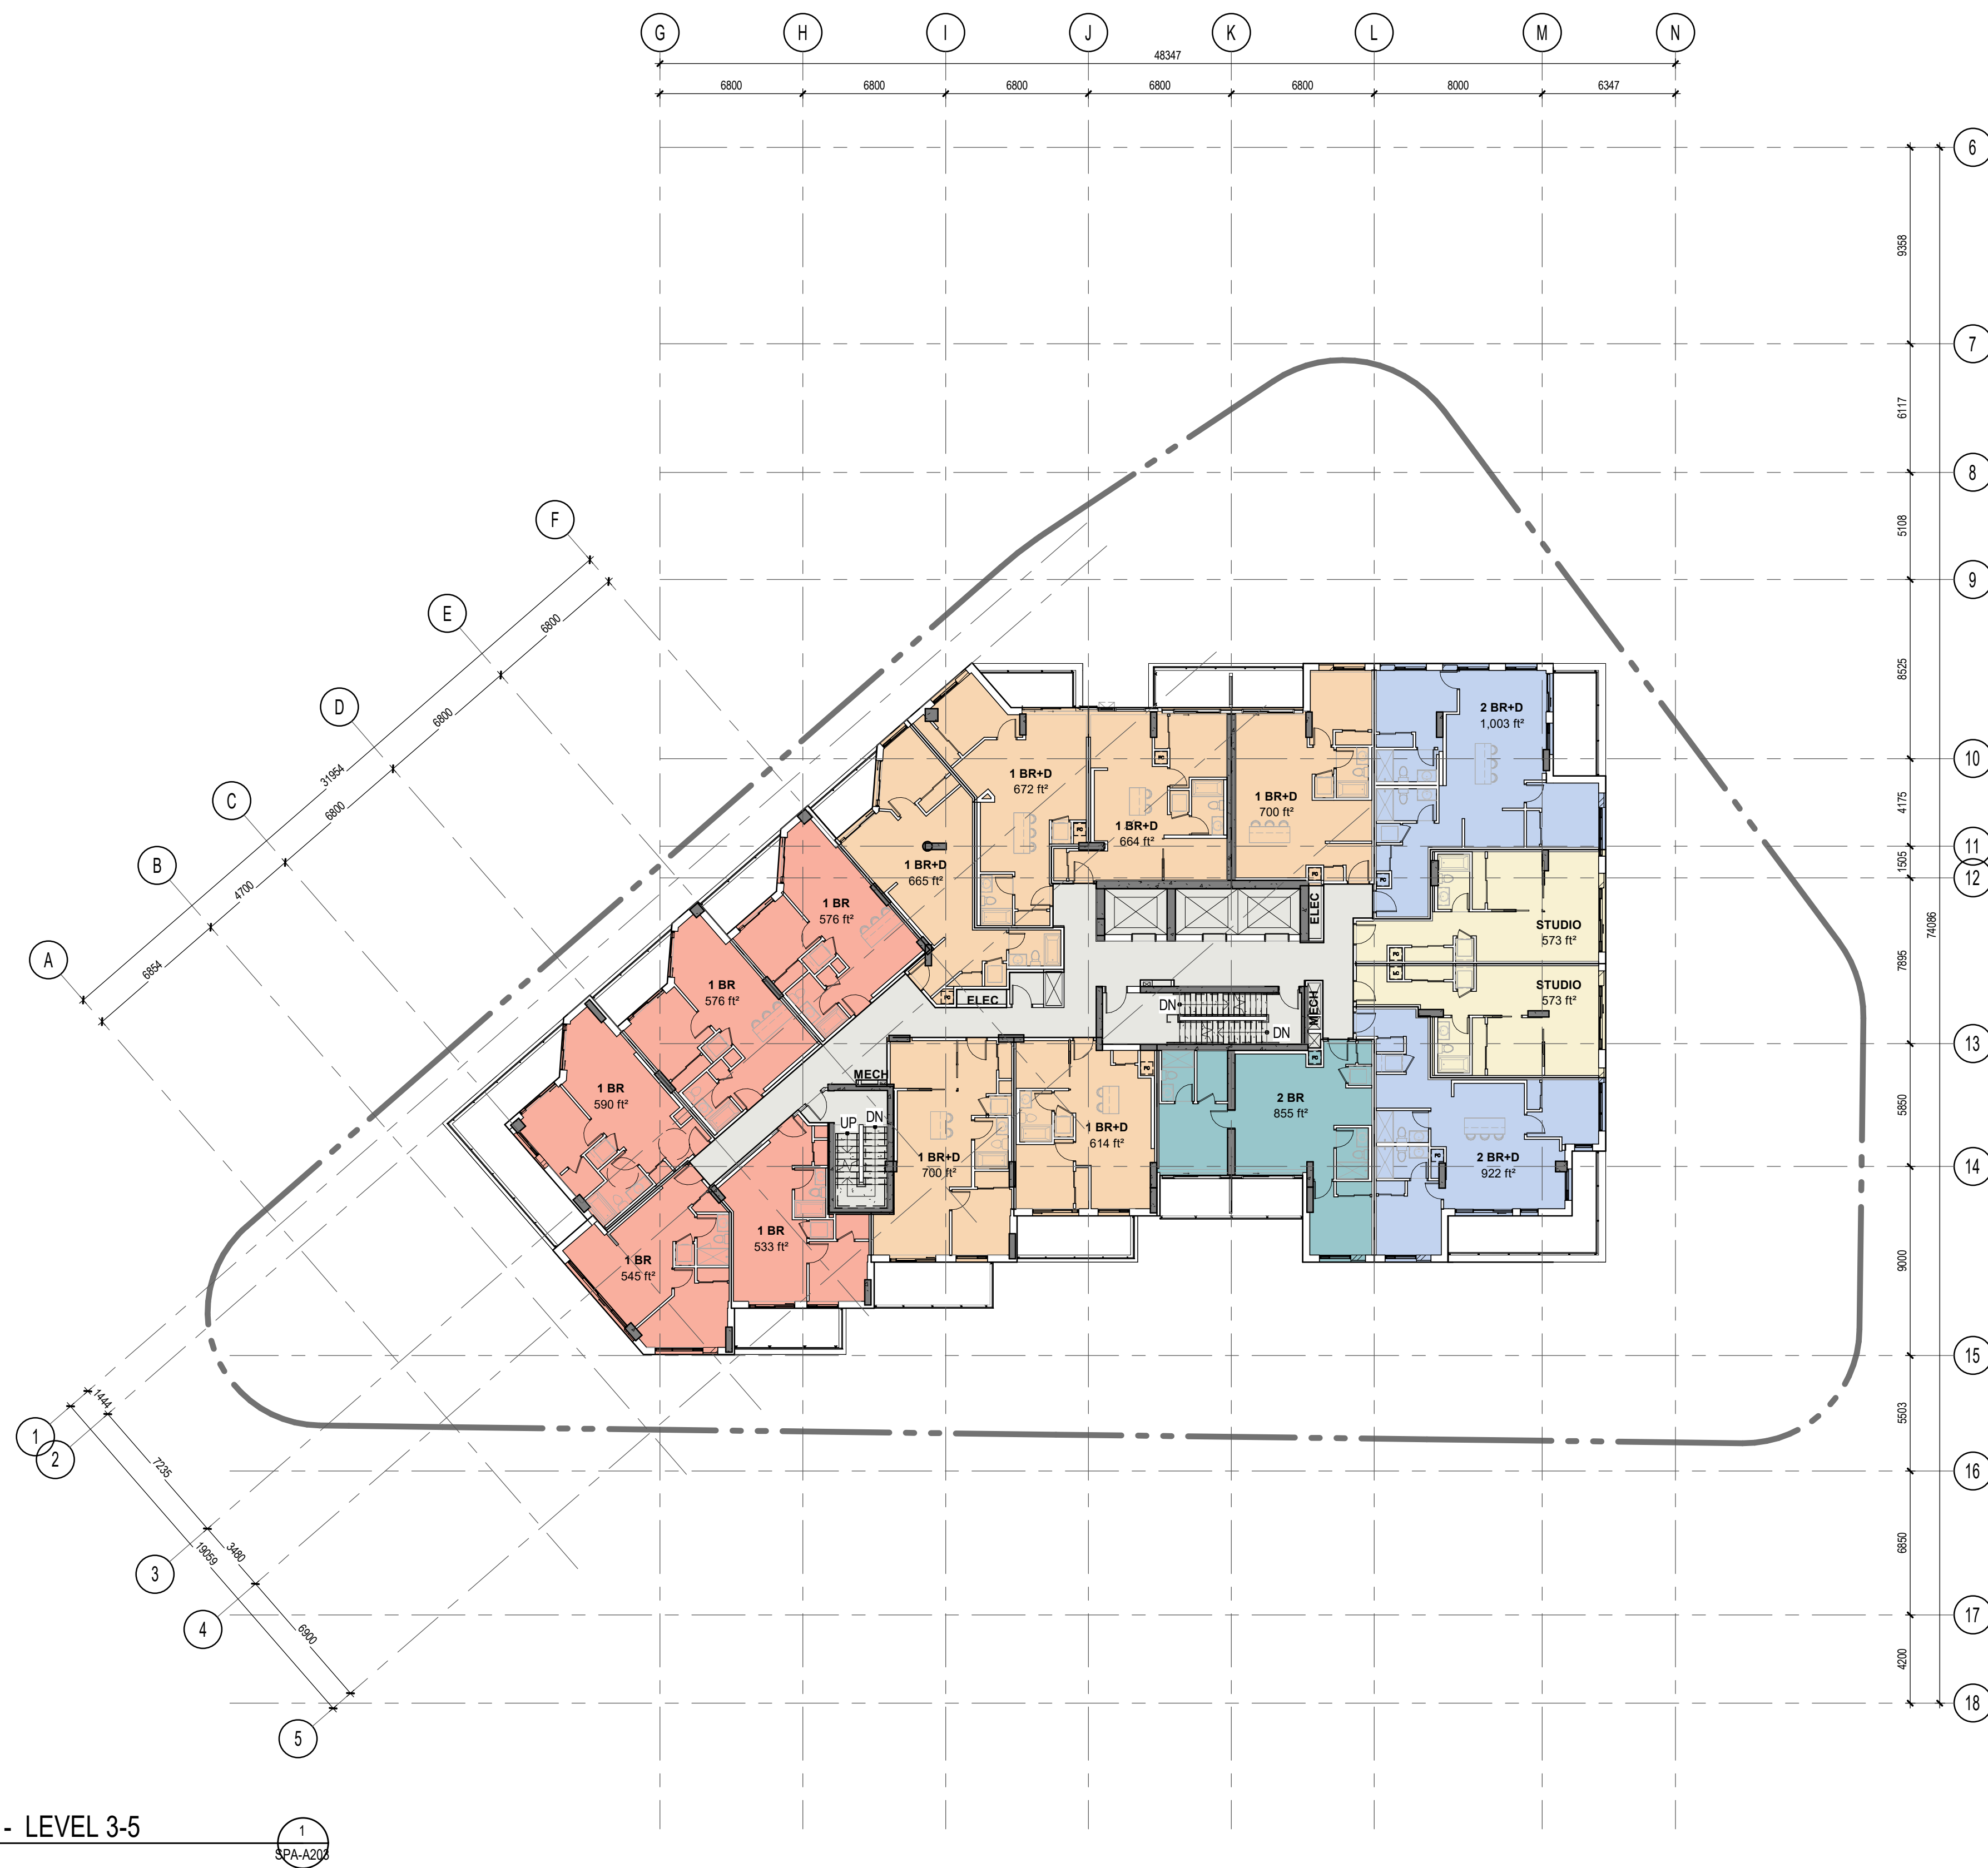 G H I J K L M N
48347
6800 6800 6800 6800 6800 8000 6347
6
9358
7
6117
8
5108
9
F
E
D
C
B
A
6800
6800
31954
6800
4700
6854
8525
10
4175
11
1505
12
7895
74086
13
5850
14
9000
15
5503
16
6850
17
4200
18
2 BR+D
1,003 ft²
1 BR+D
672 ft²
1 BR+D
700 ft²
1 BR+D
664 ft²
1 BR+D
665 ft²
1 BR
576 ft²
ELEC
STUDIO
573 ft²
1 BR
576 ft²
STUDIO
573 ft²
ELEC
DN
DN
MECH
MECH
1 BR
590 ft²
2 BR
855 ft²
UP
DN
1 BR+D
614 ft²
1 BR+D
700 ft²
2 BR+D
922 ft²
1 BR
533 ft²
1 BR
545 ft²
1444
1
2
7235
3480
19059
3
4
6900
5
- LEVEL 3-5
1
SPA-A203